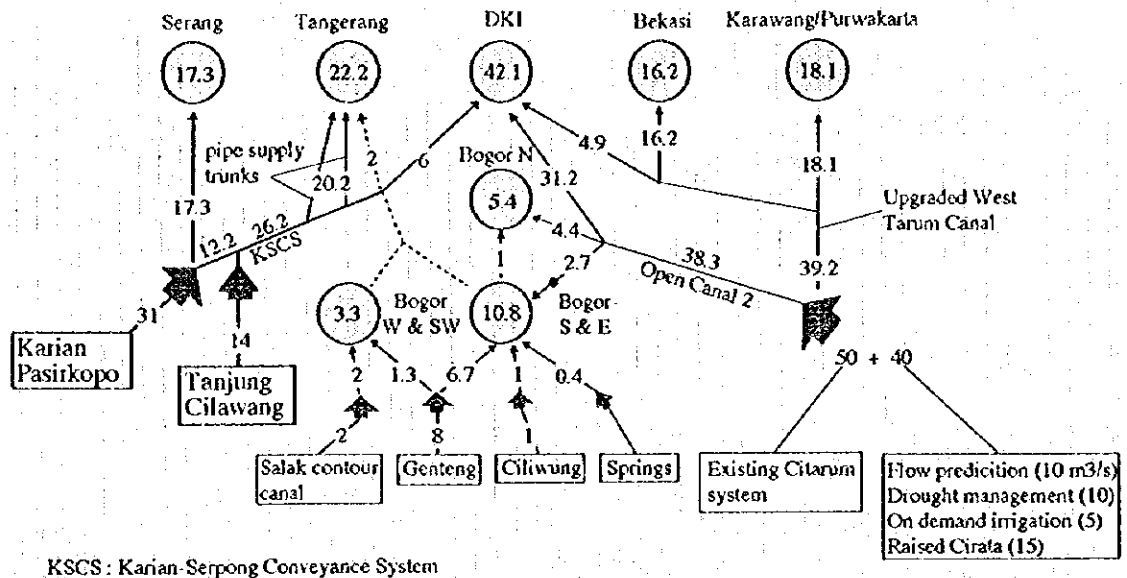 Serang
Tangerang
DKI
Bekasi
Karawang/Purwakarta
17.3
22.2
42.1
16.2
18.1
pipe supply
trunks
2
6
Bogor N
4.9
16.2
18.1
20.2
31.2
5.4
17.3
Upgraded West
Tarum Canal
12.2
26.2
KSCS
4.4
1
2.7
38.3
Open Canal 2
39.2
31
14
3.3
Bogor
W & SW
10.8
Bogor
S & E
Karian
Pasirkopo
Tanjung
Cilawang
2
1.3
6.7
1
0.4
50 + 40
2
8
1
Salak contour
canal
Genteng
Ciliwung
Springs
Existing Citarum
system
Flow predicition (10 m3/s)
Drought management (10)
On demand irrigation (5)
Raised Cirata (15)
KSCS : Karian-Serpong Conveyance System